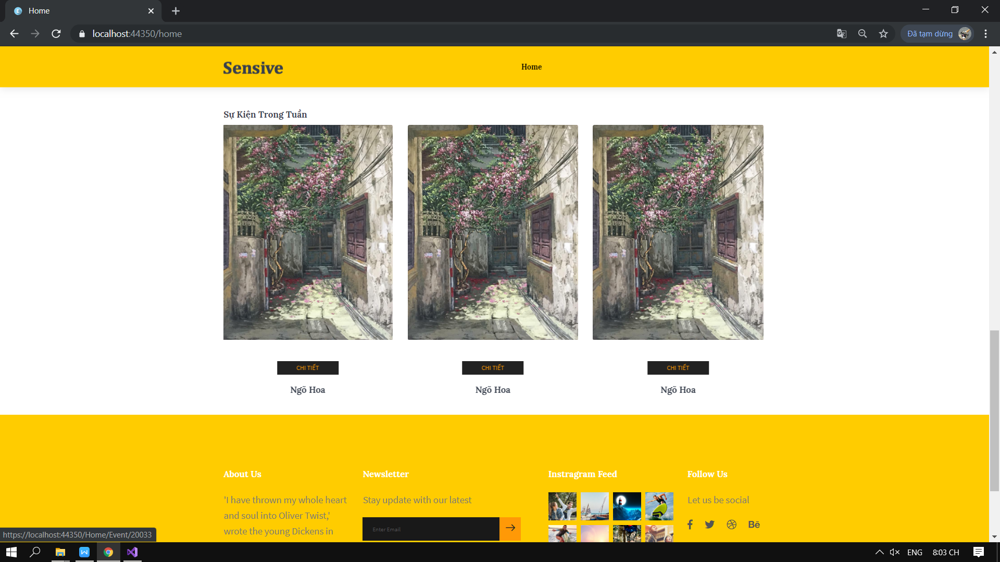 Home
localhost:44350/home
Đã tạm dừng
Sensive
Home
Sự Kiện Trong Tuần
CHI TIẾT
CHI TIẾT
CHI TIẾT
Ngõ Hoa
Ngõ Hoa
Ngõ Hoa
About Us
'I have thrown my whole heart
and soul into Oliver Twist,'
wrote the young Dickens in
Newsletter
Stay update with our latest
Enter Email
Instragram Feed
Follow Us
Let us be social
https://localhost:44350/Home/Event/20033
ENG
8:03 CH